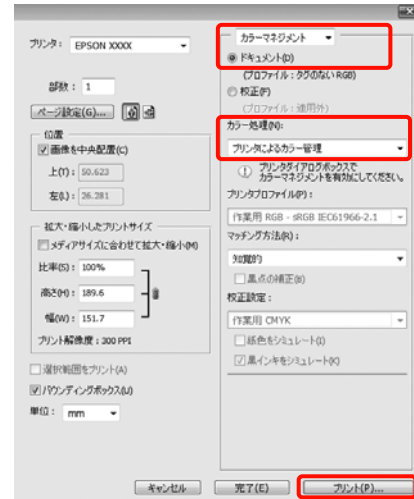 プリンタ: EPSON XXXX
部数: 1
ページ設定(G)...
位置
画像を中央配置(C)
上(T): 50.623
左(L): 26.281
拡大・縮小したプリントサイズ
メディアサイズに合わせて拡大・縮小(M)
比率(S): 100%
高さ(H): 189.6
幅(W): 151.7
プリント解像度: 300 PPI
選択範囲をプリント(A)
バウンディングボックス(U)
単位: mm
カラーマネジメント
ドキュメント(D)
(プロファイル: タグのない RGB)
校正(F)
(プロファイル: 適用外)
カラー処理(N):
プリンタによるカラー管理
プリンタダイアログボックスで
カラーマネジメントを有効にしてください。
プリンタプロファイル(P):
作業用 RGB - sRGB IEC61966-2.1
マッチング方法(R):
知覚的
黒点の補正(B)
校正設定:
作業用 CMYK
紙色をシミュレート(I)
黒インキをシミュレート(K)
キャンセル
完了(E)
プリント(P)...